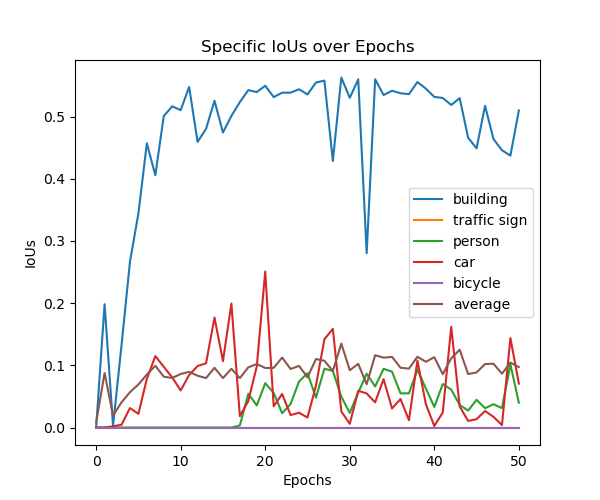 Specific IoUs over Epochs
0.5
0.4
0.3
0.2
0.1
0.0
IoUs
building
traffic sign
person
car
bicycle
average
0 10 20 30 40 50
Epochs